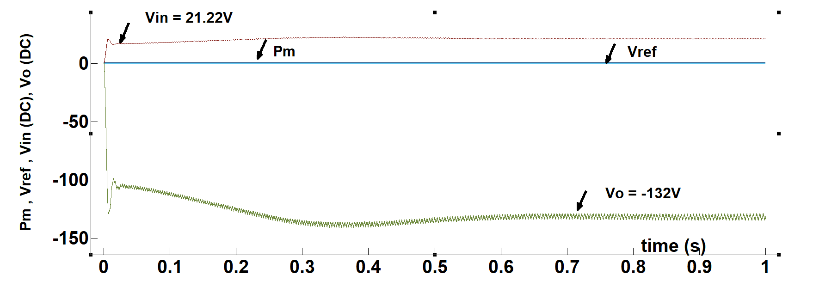 Vin = 21.22V
Pm
Vref
Pm , Vref , Vin (DC), Vo (DC)
0
-50
-100
-150
Vo = -132V
time (s)
0 0.1 0.2 0.3 0.4 0.5 0.6 0.7 0.8 0.9 1